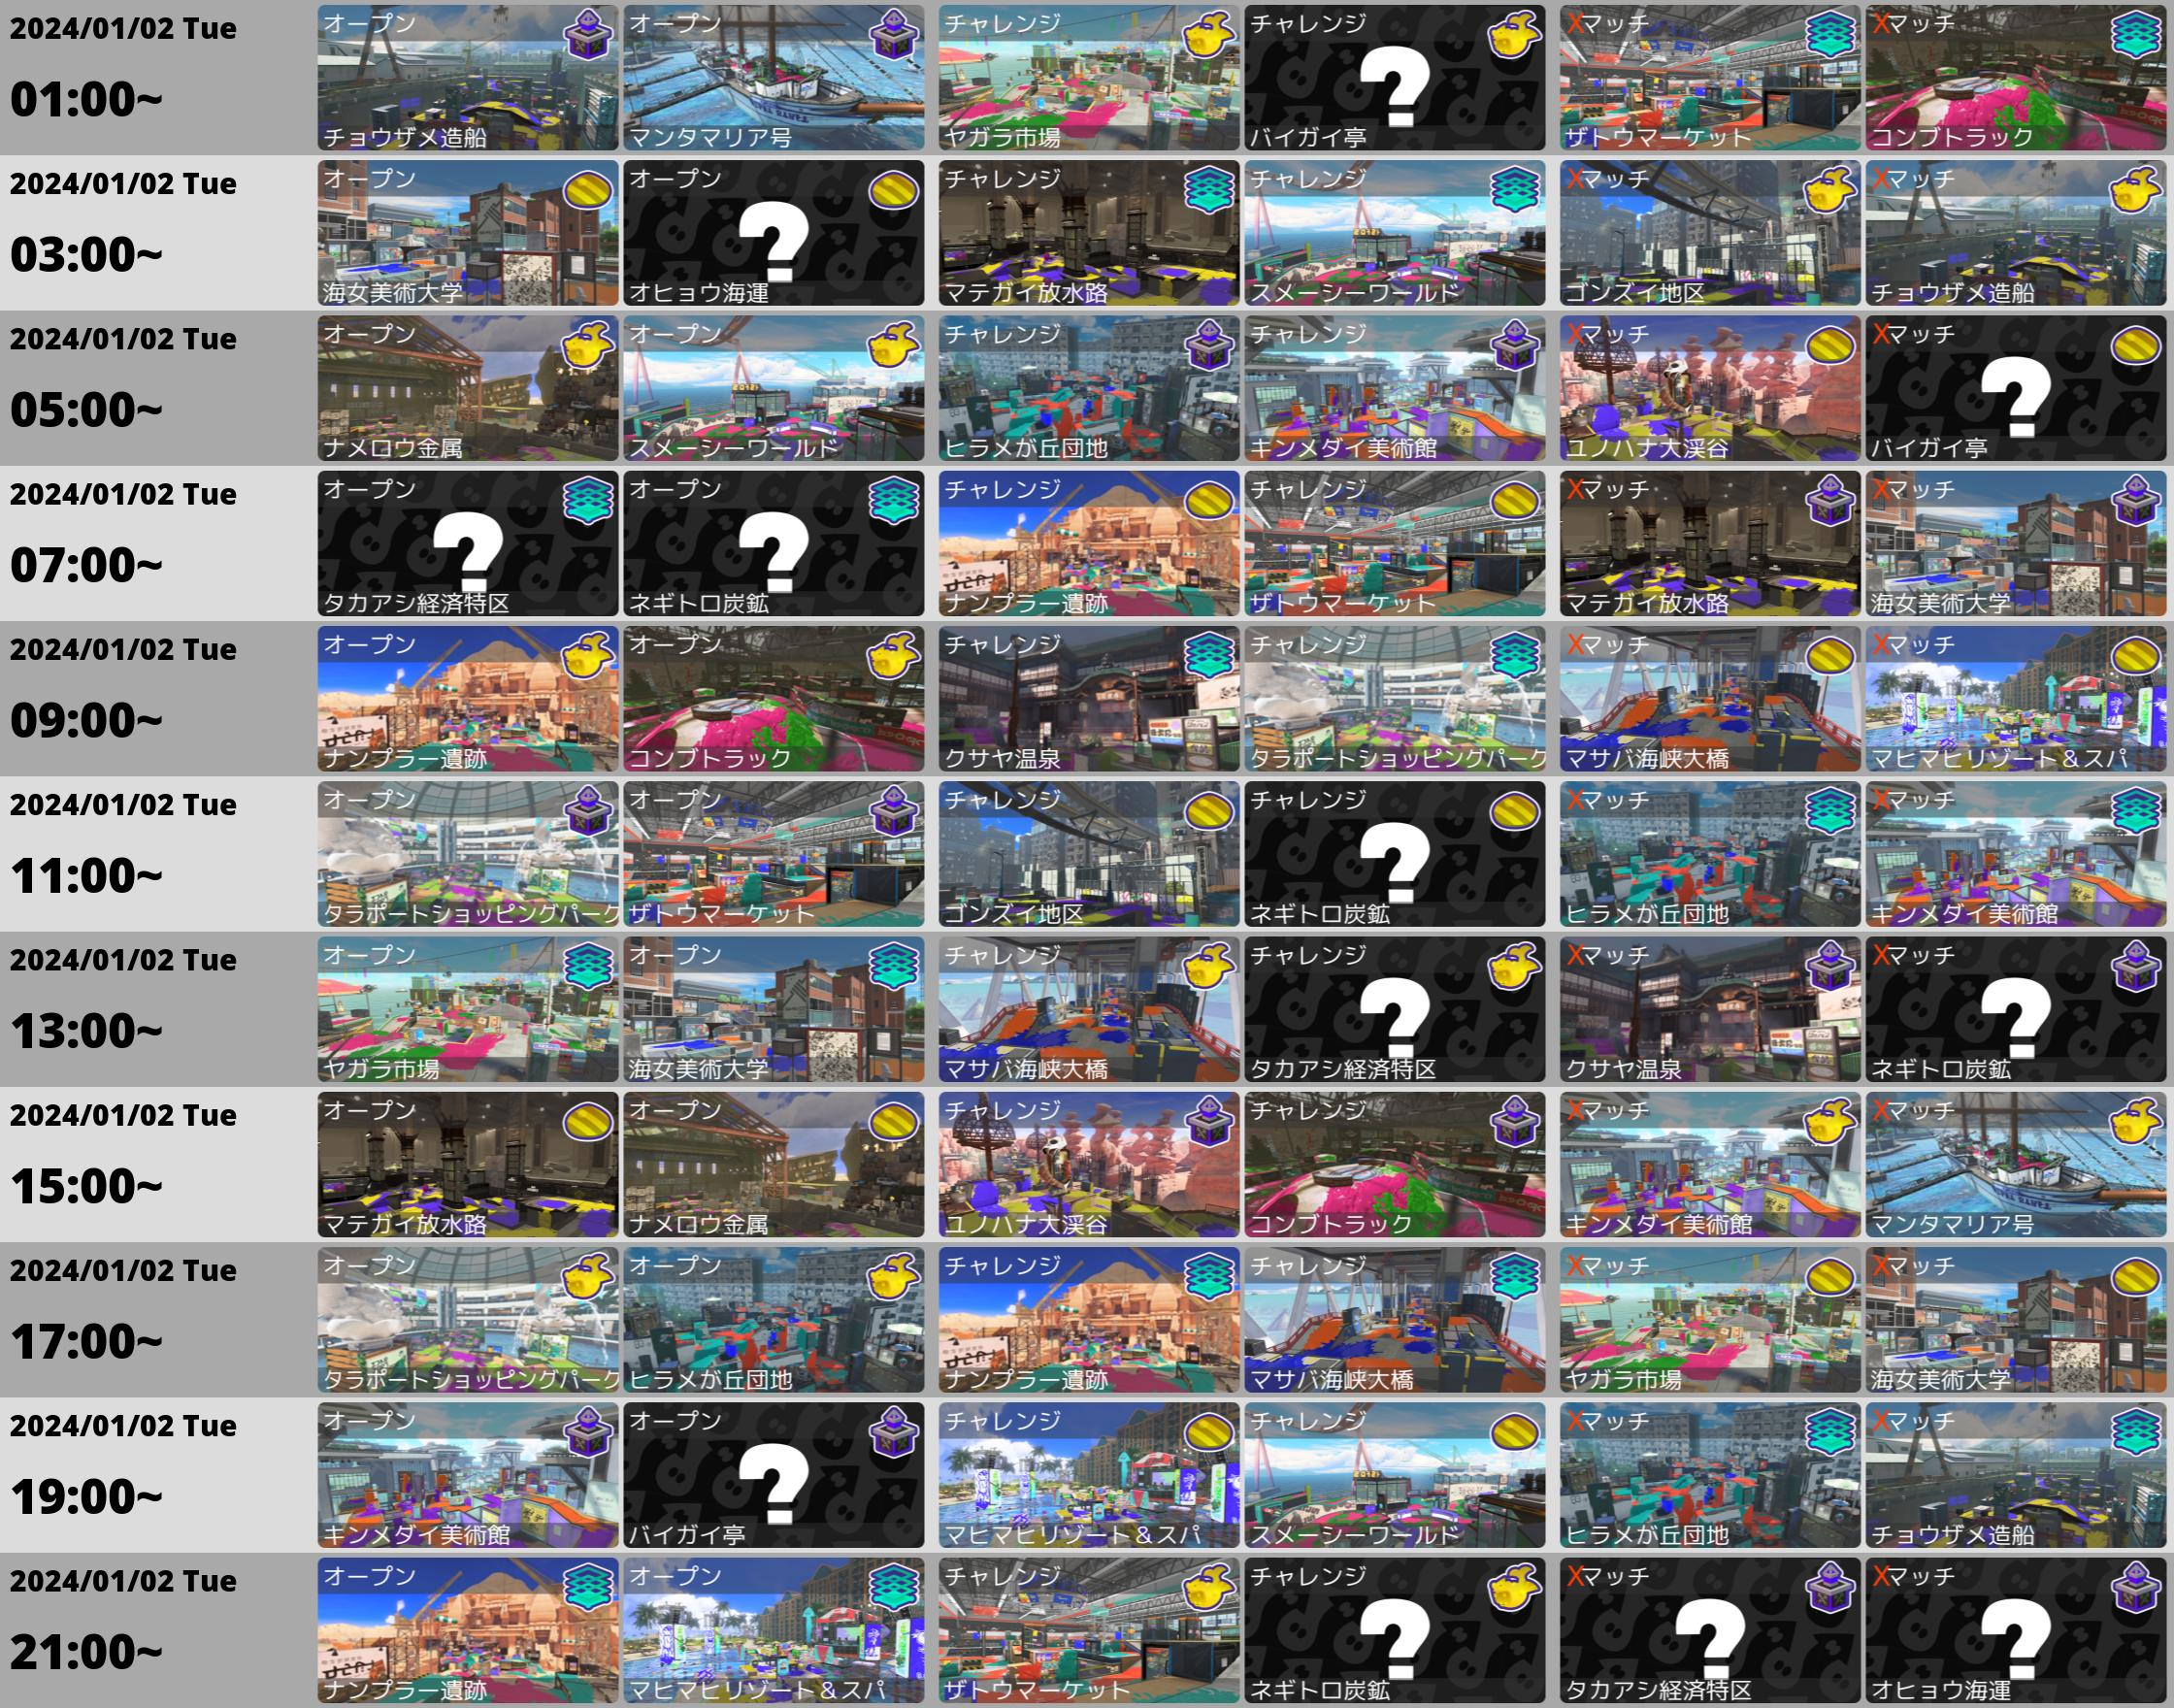 2024/01/02 Tue
01:00~
オープン
チョウザメ造船
オープン
マンタマリア号
チャレンジ
ヤガラ市場
チャレンジ
バイガイ亭
Xマッチ
ザトウマーケット
Xマッチ
コンブトラック
2024/01/02 Tue
03:00~
オープン
海女美術大学
オープン
オヒョウ海運
チャレンジ
マテガイ放水路
チャレンジ
スメーシーワールド
Xマッチ
ゴンズイ地区
Xマッチ
チョウザメ造船
2024/01/02 Tue
05:00~
オープン
ナメロウ金属
オープン
スメーシーワールド
チャレンジ
ヒラメが丘団地
チャレンジ
キンメダイ美術館
Xマッチ
ユノハナ大渓谷
Xマッチ
バイガイ亭
2024/01/02 Tue
07:00~
オープン
タカアシ経済特区
オープン
ネギトロ炭鉱
チャレンジ
ナンプラー遺跡
チャレンジ
ザトウマーケット
Xマッチ
マテガイ放水路
Xマッチ
海女美術大学
2024/01/02 Tue
09:00~
オープン
ナンプラー遺跡
オープン
コンブトラック
チャレンジ
クサヤ温泉
チャレンジ
タラポートショッピングパーク
Xマッチ
マサバ海峡大橋
Xマッチ
マヒマヒリゾート＆スパ
2024/01/02 Tue
11:00~
オープン
タラポートショッピングパーク
オープン
ザトウマーケット
チャレンジ
ゴンズイ地区
チャレンジ
ネギトロ炭鉱
Xマッチ
ヒラメが丘団地
Xマッチ
キンメダイ美術館
2024/01/02 Tue
13:00~
オープン
ヤガラ市場
オープン
海女美術大学
チャレンジ
マサバ海峡大橋
チャレンジ
タカアシ経済特区
Xマッチ
クサヤ温泉
Xマッチ
ネギトロ炭鉱
2024/01/02 Tue
15:00~
オープン
マテガイ放水路
オープン
ナメロウ金属
チャレンジ
ユノハナ大渓谷
チャレンジ
コンブトラック
Xマッチ
キンメダイ美術館
Xマッチ
マンタマリア号
2024/01/02 Tue
17:00~
オープン
タラポートショッピングパーク
オープン
ヒラメが丘団地
チャレンジ
ナンプラー遺跡
チャレンジ
マサバ海峡大橋
Xマッチ
ヤガラ市場
Xマッチ
海女美術大学
2024/01/02 Tue
19:00~
オープン
キンメダイ美術館
オープン
バイガイ亭
チャレンジ
マヒマヒリゾート＆スパ
チャレンジ
スメーシーワールド
Xマッチ
ヒラメが丘団地
Xマッチ
チョウザメ造船
2024/01/02 Tue
21:00~
オープン
ナンプラー遺跡
オープン
マヒマヒリゾート＆スパ
チャレンジ
ザトウマーケット
チャレンジ
ネギトロ炭鉱
Xマッチ
タカアシ経済特区
Xマッチ
オヒョウ海運